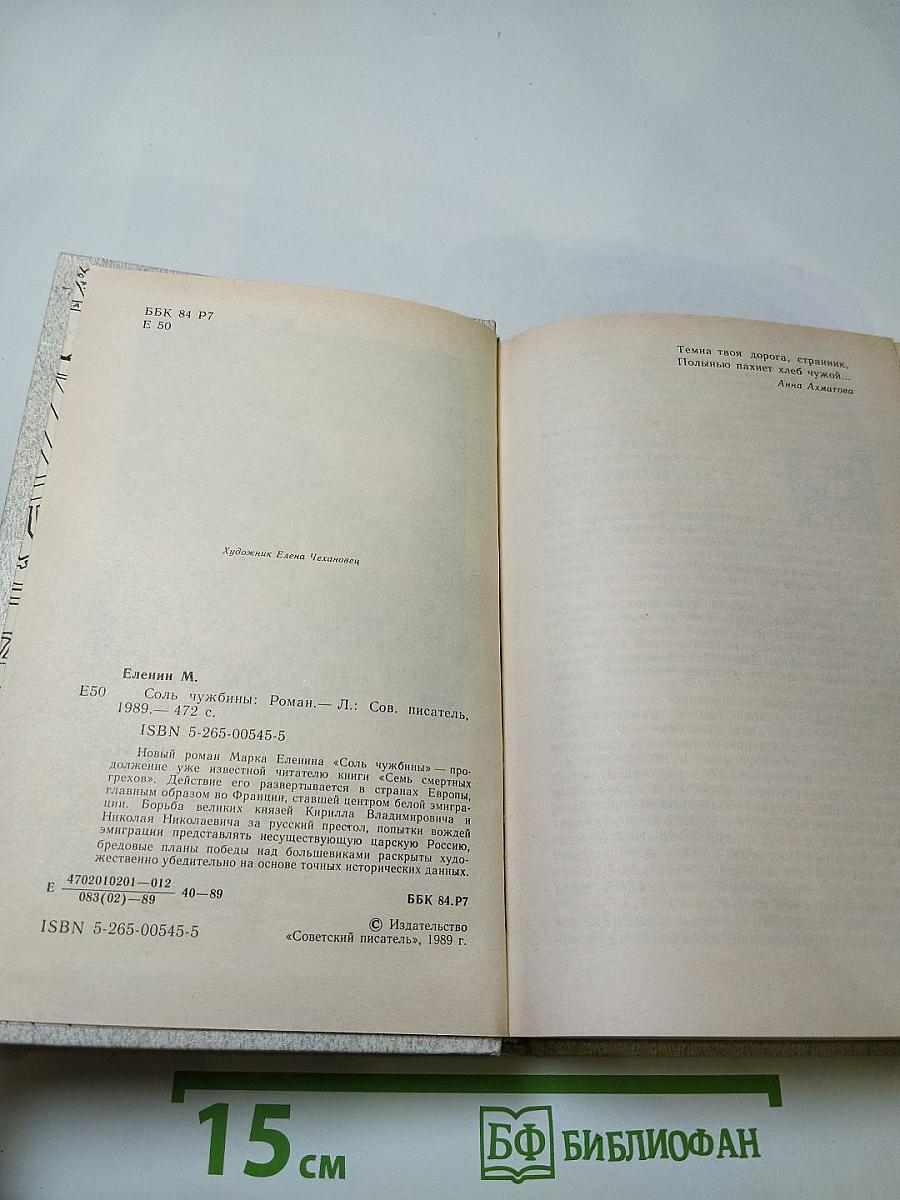 ББК 84 Р7
Е 50
Художник Елена Чехановец
Еленин М.
Е50 Соль чужбины: Роман.— Л.: Сов. писатель,
1989.— 472 с.
ISBN 5-265-00545-5
Новый роман Марка Еленина «Соль чужбины» — про-
должение уже известной читателю книги «Семь смертных
грехов». Действие его развертывается в странах Европы,
главным образом во Франции, ставшей центром белой эмигра-
ции. Борьба великих князей Кирилла Владимировича и
Николая Николаевича за русский престол, попытки вождей
эмиграции представлять несуществующую царскую Россию,
бредовые планы победы над большевиками раскрыты худо-
жественно убедительно на основе точных исторических данных.
Е 4702010201—012 40—89
083(02)—89
ББК 84.Р7
ISBN 5-265-00545-5
© Издательство
«Советский писатель», 1989 г.
Темна твоя дорога, странник,
Полынью пахнет хлеб чужой...
Анна Ахматова
15 см
БФ БИБЛИОФАН